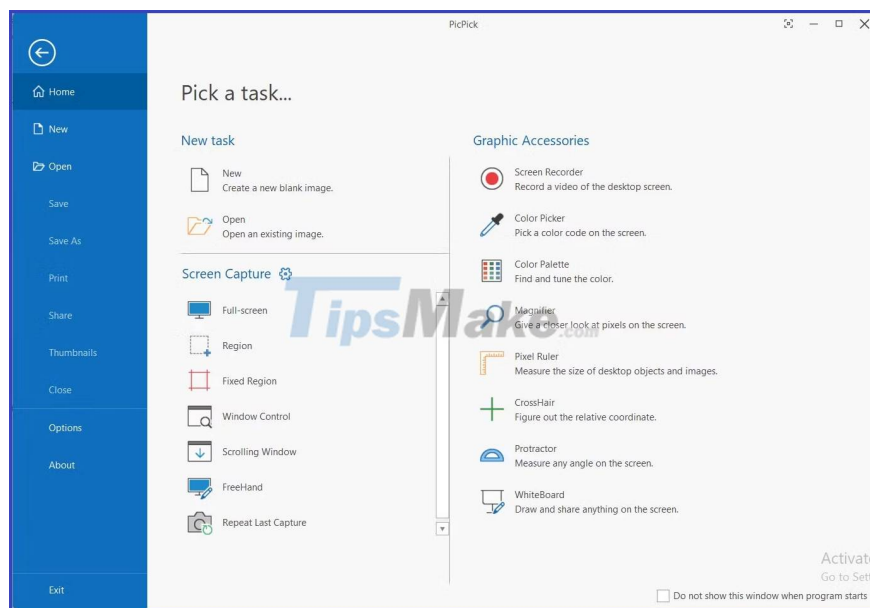 PicPick
Home
New
Open
Save
Save As
Print
Share
Thumbnails
Close
Options
About
Exit
Pick a task...
New task
New
Create a new blank image.
Open
Open an existing image.
Screen Capture
Full-screen
Region
Fixed Region
Window Control
Scrolling Window
FreeHand
Repeat Last Capture
Graphic Accessories
Screen Recorder
Record a video of the desktop screen.
Color Picker
Pick a color code on the screen.
Color Palette
Find and tune the color.
Magnifier
Give a closer look at pixels on the screen.
Pixel Ruler
Measure the size of desktop objects and images.
CrossHair
Figure out the relative coordinate.
Protractor
Measure any angle on the screen.
WhiteBoard
Draw and share anything on the screen.
TipsMake.com
Activat
Go to Set
Do not show this window when program starts